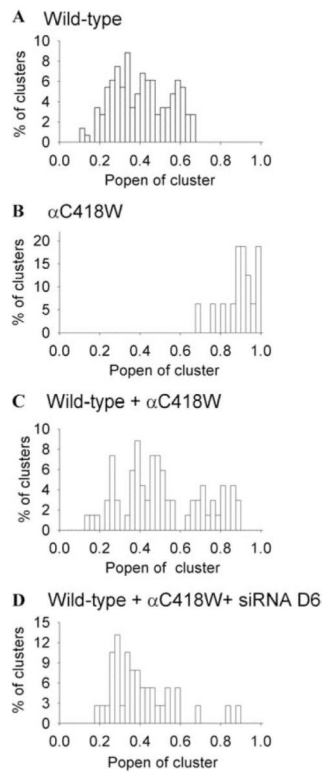 A Wild-type
% of clusters
10
8
6
4
2
0
0.0 0.2 0.4 0.6 0.8 1.0
Popen of cluster
B αC418W
% of clusters
20
15
10
5
0
0.0 0.2 0.4 0.6 0.8 1.0
Popen of cluster
C Wild-type + αC418W
% of clusters
10
8
6
4
2
0
0.0 0.2 0.4 0.6 0.8 1.0
Popen of cluster
D Wild-type + αC418W+ siRNA D6
% of clusters
15
12
9
6
3
0
0.0 0.2 0.4 0.6 0.8 1.0
Popen of cluster